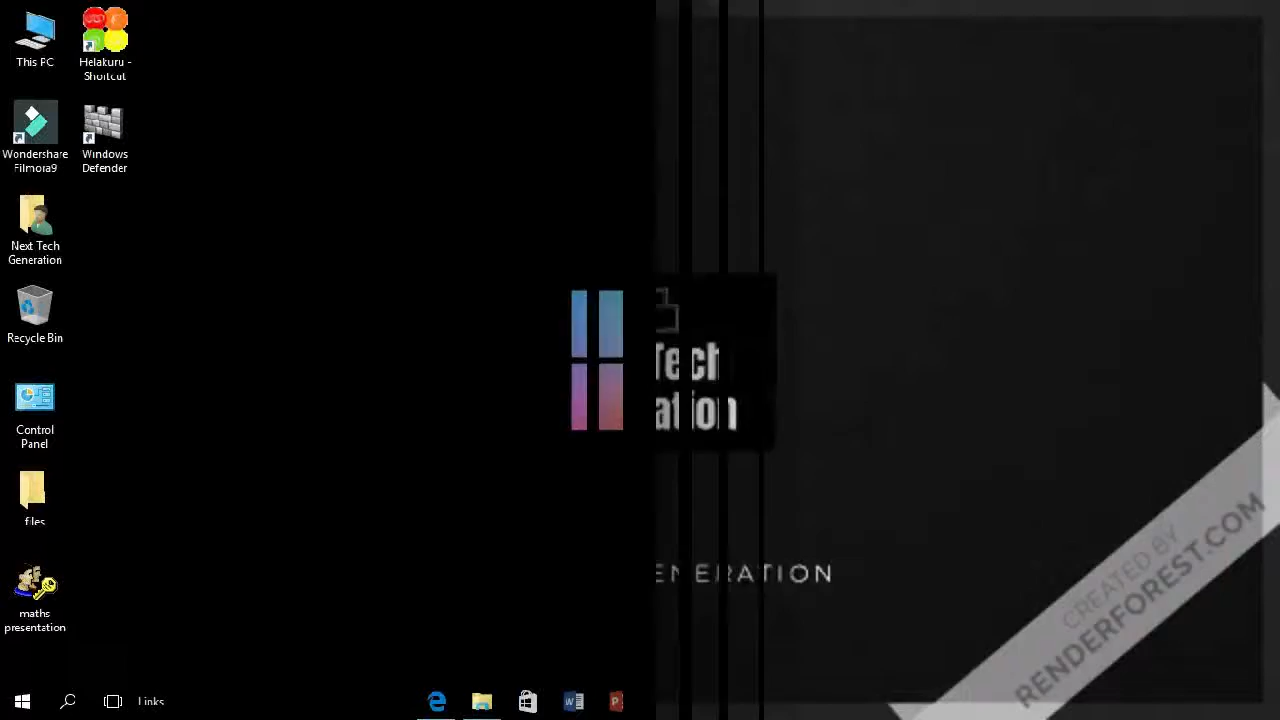 This PC
Helakuru -
Shortcut
Wondershare
Filmora9
Windows
Defender
Next Tech
Generation
Recycle Bin
Control
Panel
files
maths
presentation
Tech
ation
ENERATION
CREATED BY
RENDERFOREST.COM
Links